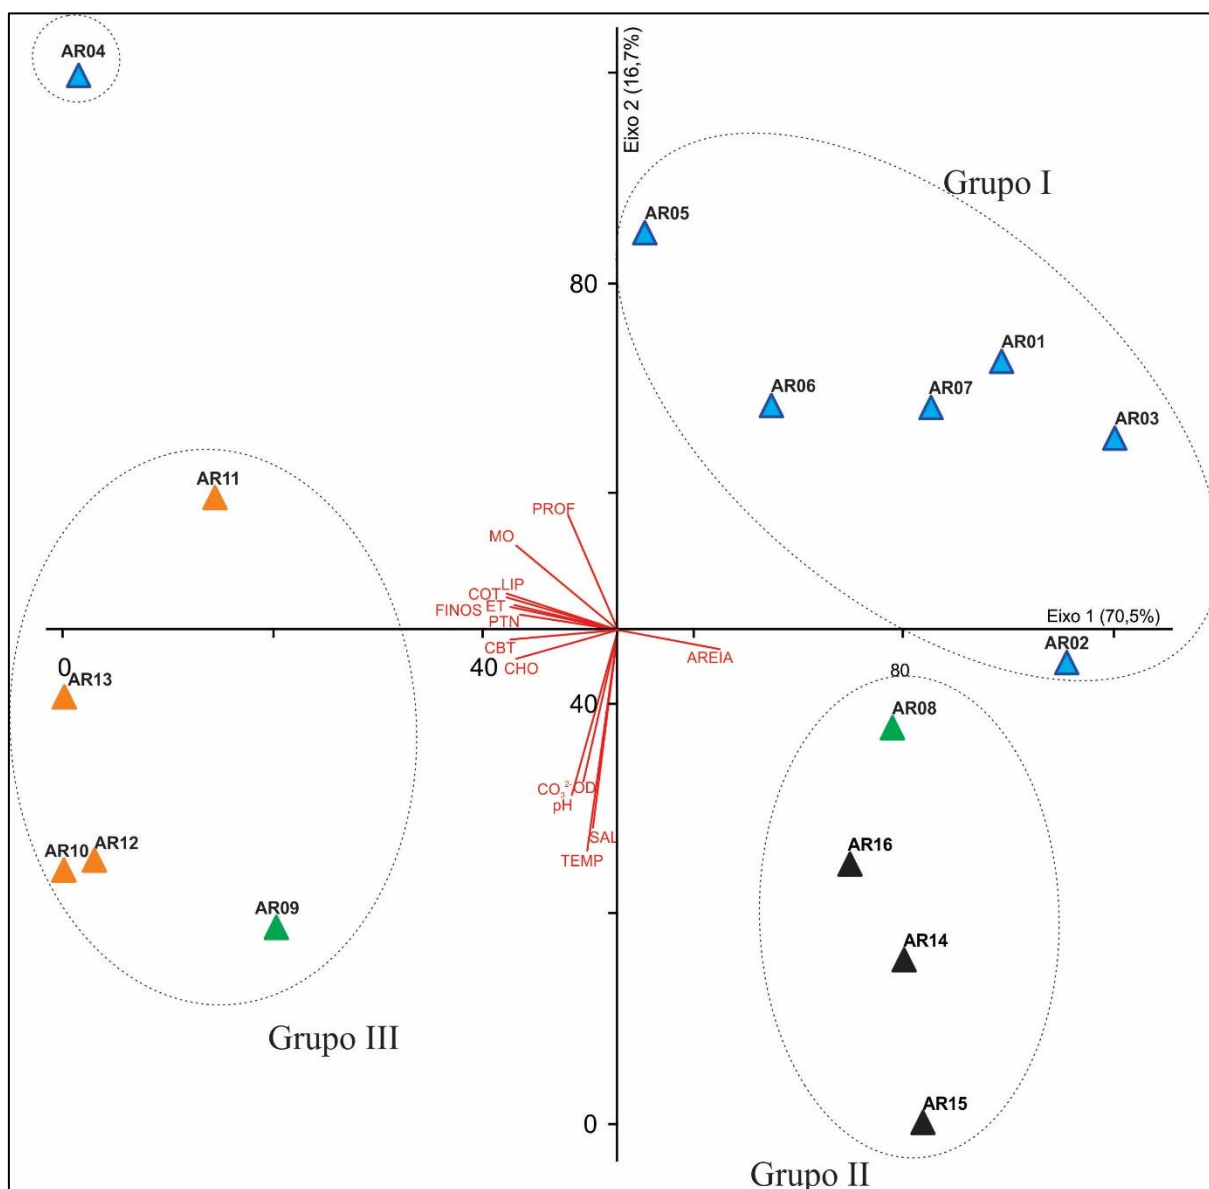 AR04
Eixo 2 (16,7%)
Grupo I
AR05
80
AR01
AR06
AR07
AR03
AR11
PROF
MO
LIP
COT
ET
FINOS
PTN
Eixo 1 (70,5%)
CBT
AREIA
AR02
0
40
CHO
80
AR13
40
AR08
CO₃²⁻
OD
pH
SAL
TEMP
AR10
AR12
AR16
AR09
AR14
Grupo III
AR15
0
Grupo II